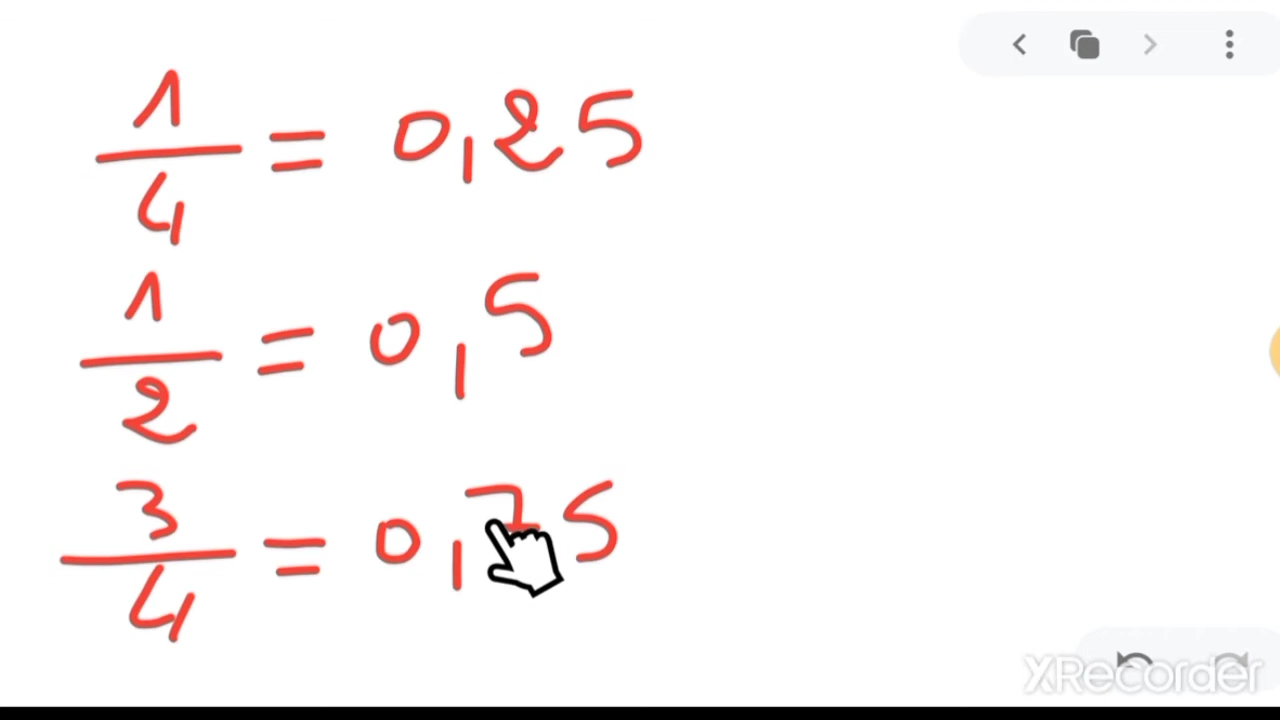 1/4 = 0,25
1/2 = 0,5
3/4 = 0,75
XRecorder